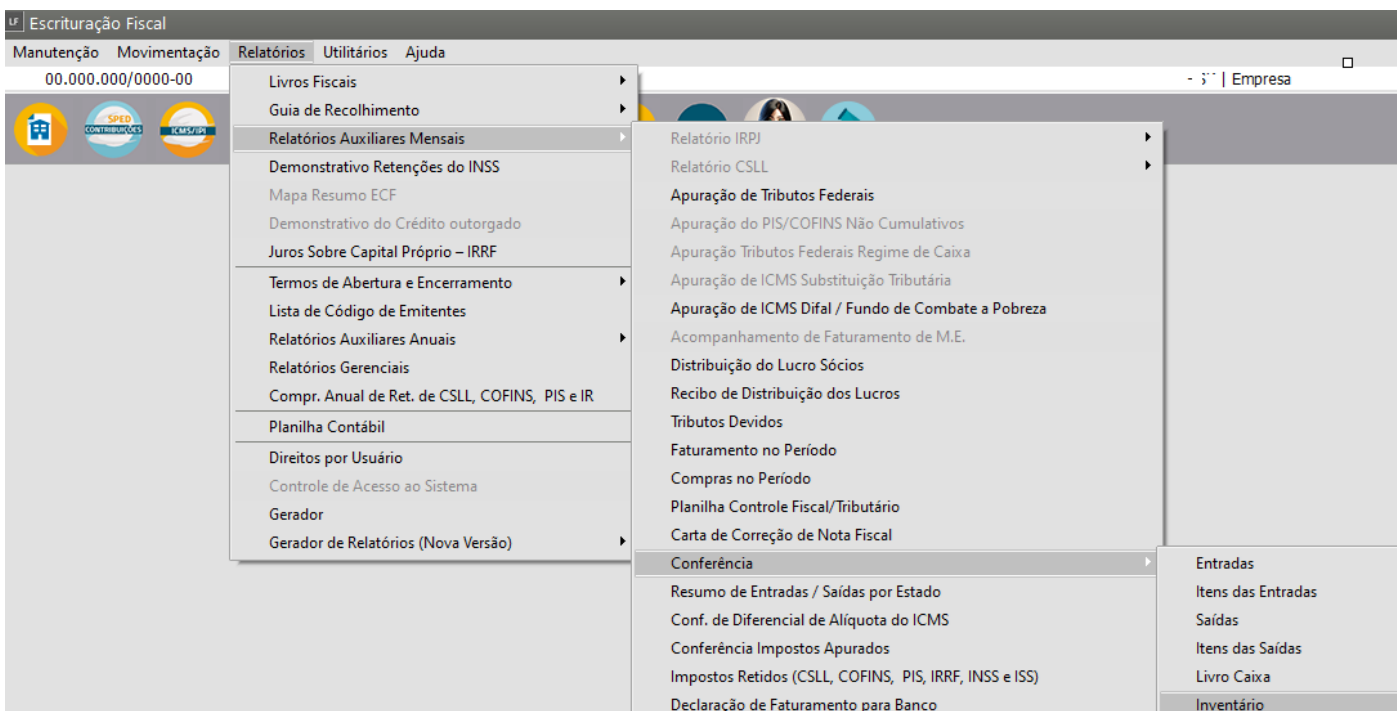 LF Escrituração Fiscal
Manutenção Movimentação Relatórios Utilitários Ajuda
00.000.000/0000-00 - | Empresa
SPED CONTRIBUIÇÕES ICMS/IPI
Livros Fiscais
Guia de Recolhimento
Relatórios Auxiliares Mensais
Demonstrativo Retenções do INSS
Mapa Resumo ECF
Demonstrativo do Crédito outorgado
Juros Sobre Capital Próprio – IRRF
Termos de Abertura e Encerramento
Lista de Código de Emitentes
Relatórios Auxiliares Anuais
Relatórios Gerenciais
Compr. Anual de Ret. de CSLL, COFINS, PIS e IR
Planilha Contábil
Direitos por Usuário
Controle de Acesso ao Sistema
Gerador
Gerador de Relatórios (Nova Versão)
Relatório IRPJ
Relatório CSLL
Apuração de Tributos Federais
Apuração do PIS/COFINS Não Cumulativos
Apuração Tributos Federais Regime de Caixa
Apuração de ICMS Substituição Tributária
Apuração de ICMS Difal / Fundo de Combate a Pobreza
Acompanhamento de Faturamento de M.E.
Distribuição do Lucro Sócios
Recibo de Distribuição dos Lucros
Tributos Devidos
Faturamento no Período
Compras no Período
Planilha Controle Fiscal/Tributário
Carta de Correção de Nota Fiscal
Conferência
Resumo de Entradas / Saídas por Estado
Conf. de Diferencial de Alíquota do ICMS
Conferência Impostos Apurados
Impostos Retidos (CSLL, COFINS, PIS, IRRF, INSS e ISS)
Declaração de Faturamento para Banco
Entradas
Itens das Entradas
Saídas
Itens das Saídas
Livro Caixa
Inventário